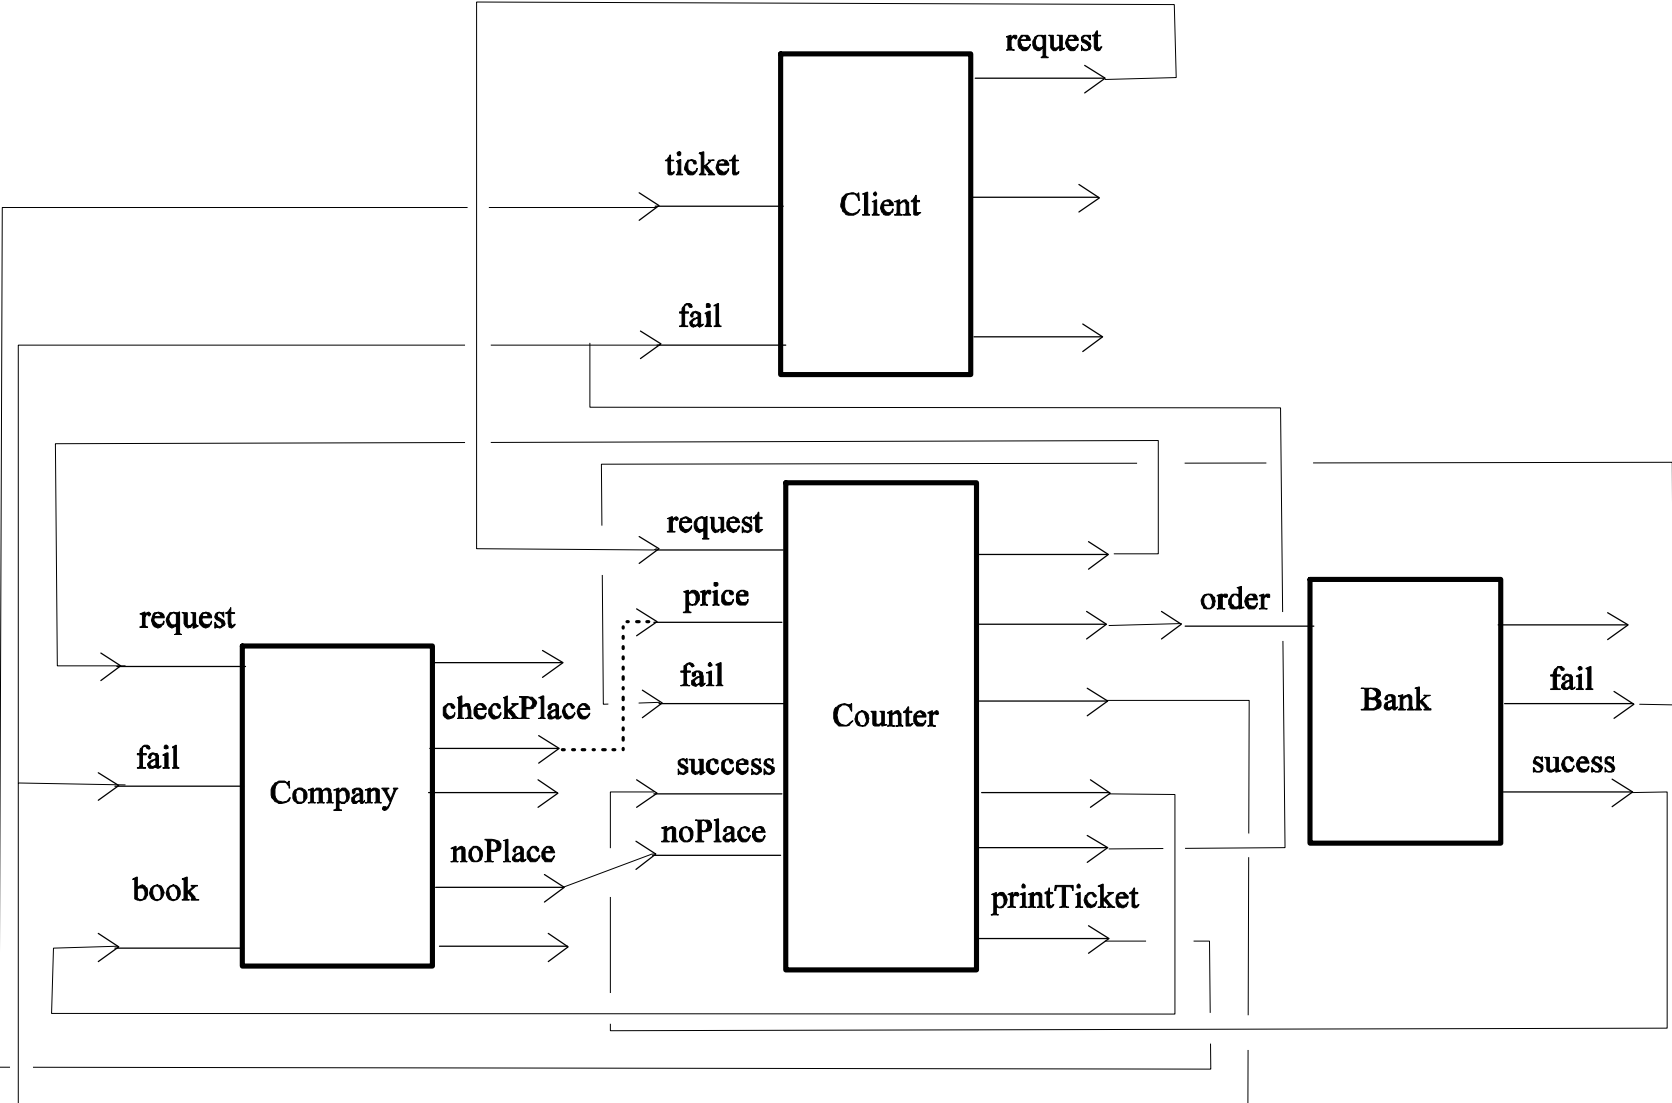 request
ticket
Client
fail
request
price
order
request
fail
fail
Bank
checkPlace
Counter
fail
success
sucess
Company
noPlace
noPlace
book
printTicket